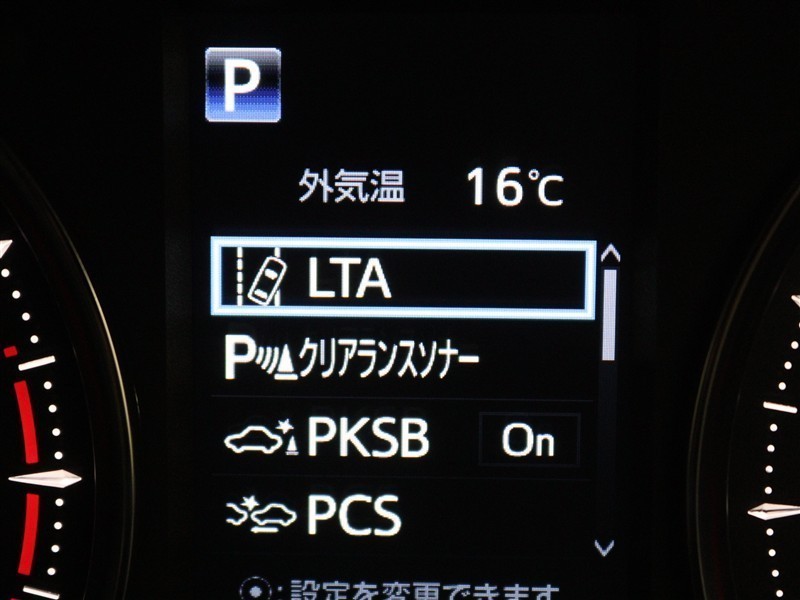 P
外気温 16℃
LTA
Pクリアランスソナー
PKSB On
PCS
:設定を変更できます